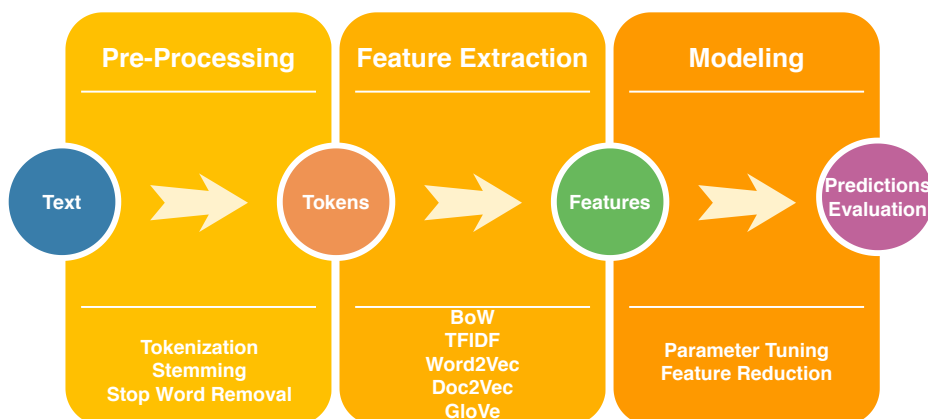 Pre-Processing
Feature Extraction
Modeling
Text
Tokens
Features
Predictions
Evaluation
Tokenization
Stemming
Stop Word Removal
BoW
TFIDF
Word2Vec
Doc2Vec
GloVe
Parameter Tuning
Feature Reduction